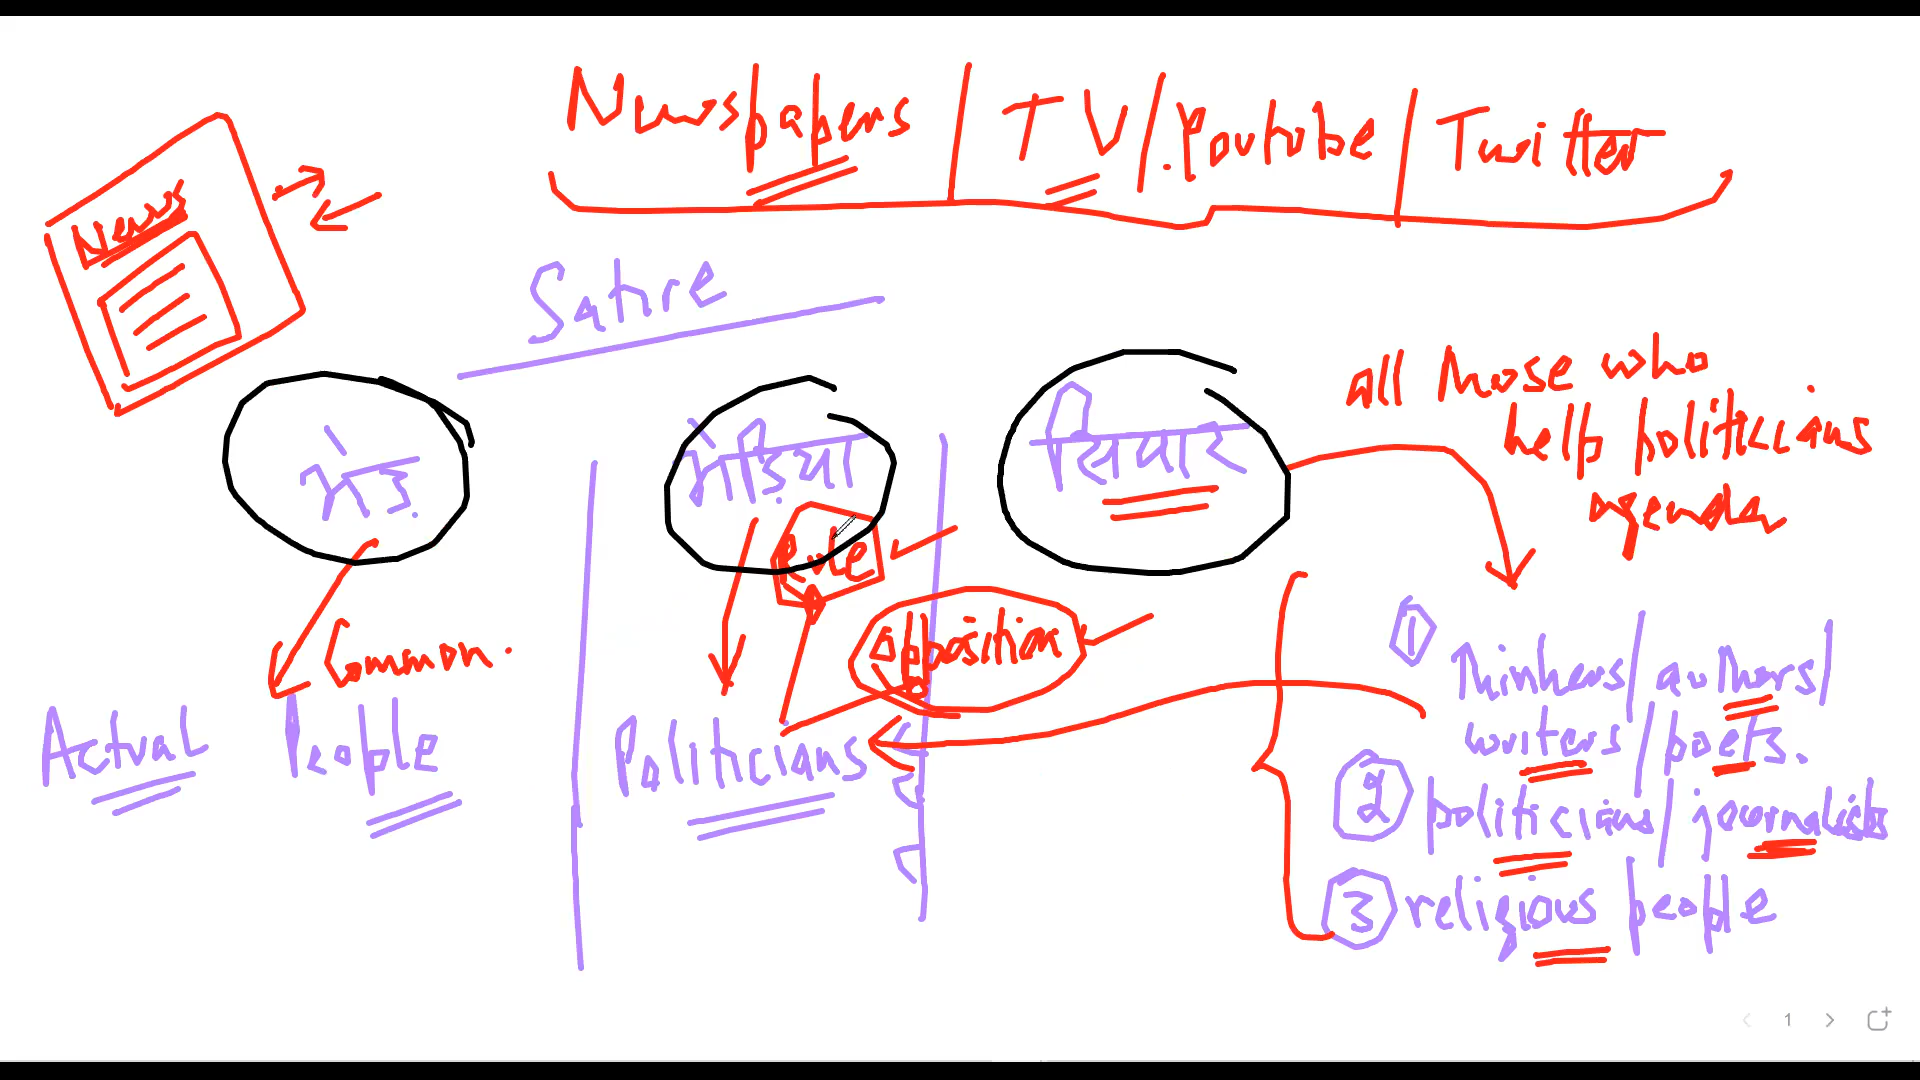 Newspapers / TV / Youtube / Twitter
News
Satire
भेड़
भेड़िया
सियार
all those who
help politicians
agenda
rule
opposition
Common
Actual People
Politicians
1 Thinkers / authors /
writers / poets.
2 politicians / journalists
3 religious people
1